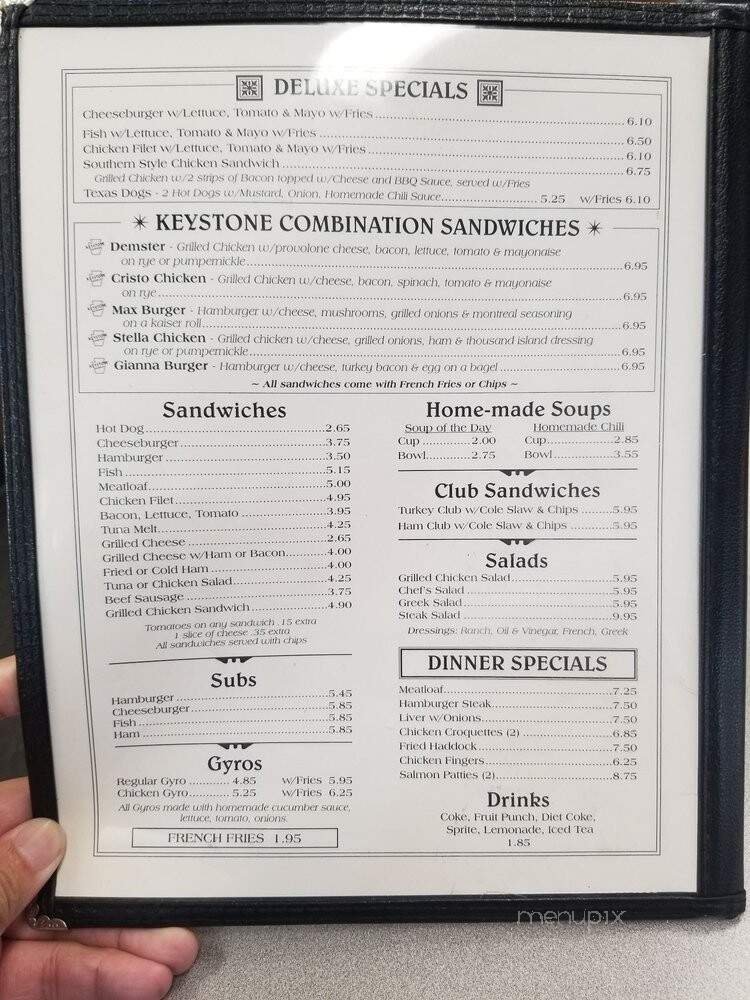 DELUXE SPECIALS
Cheeseburger w/Lettuce, Tomato & Mayo w/Fries 6.10
Fish w/Lettuce, Tomato & Mayo w/Fries 6.50
Chicken Filet w/Lettuce, Tomato & Mayo w/Fries 6.10
Southern Style Chicken Sandwich 6.75
Grilled Chicken w/2 strips of Bacon topped w/Cheese and BBQ Sauce, served w/Fries
Texas Dogs - 2 Hot Dogs w/Mustard, Onion, Homemade Chili Sauce 5.25 w/Fries 6.10
KEYSTONE COMBINATION SANDWICHES
Demster - Grilled Chicken w/provolone cheese, bacon, lettuce, tomato & mayonaise
on rye or pumpernickle 6.95
Cristo Chicken - Grilled Chicken w/cheese, bacon, spinach, tomato & mayonaise
on rye 6.95
Max Burger - Hamburger w/cheese, mushrooms, grilled onions & montreal seasoning
on a kaiser roll 6.95
Stella Chicken - Grilled chicken w/cheese, grilled onions, ham & thousand island dressing
on rye or pumpernickle 6.95
Gianna Burger - Hamburger w/cheese, turkey bacon & egg on a bagel 6.95
~ All sandwiches come with French Fries or Chips ~
Sandwiches
Hot Dog 2.65
Cheeseburger 3.75
Hamburger 3.50
Fish 5.15
Meatloaf 5.00
Chicken Filet 4.95
Bacon, Lettuce, Tomato 3.95
Tuna Melt 4.25
Grilled Cheese 2.65
Grilled Cheese w/Ham or Bacon 4.00
Fried or Cold Ham 4.00
Tuna or Chicken Salad 4.25
Beef Sausage 3.75
Grilled Chicken Sandwich 4.90
Tomatoes on any sandwich .15 extra
1 slice of cheese .35 extra
All sandwiches served with chips
Subs
Hamburger 5.45
Cheeseburger 5.85
Fish 5.85
Ham 5.85
Gyros
Regular Gyro 4.85 w/Fries 5.95
Chicken Gyro 5.25 w/Fries 6.25
All Gyros made with homemade cucumber sauce,
lettuce, tomato, onions.
FRENCH FRIES 1.95
Home-made Soups
Soup of the Day Homemade Chili
Cup 2.00 Cup 2.85
Bowl 2.75 Bowl 3.55
Club Sandwiches
Turkey Club w/Cole Slaw & Chips 5.95
Ham Club w/Cole Slaw & Chips 5.95
Salads
Grilled Chicken Salad 5.95
Chef's Salad 5.95
Greek Salad 5.95
Steak Salad 9.95
Dressings: Ranch, Oil & Vinegar, French, Greek
DINNER SPECIALS
Meatloaf 7.25
Hamburger Steak 7.50
Liver w/Onions 7.50
Chicken Croquettes (2) 6.85
Fried Haddock 7.50
Chicken Fingers 6.25
Salmon Patties (2) 8.75
Drinks
Coke, Fruit Punch, Diet Coke,
Sprite, Lemonade, Iced Tea
1.85
menupix